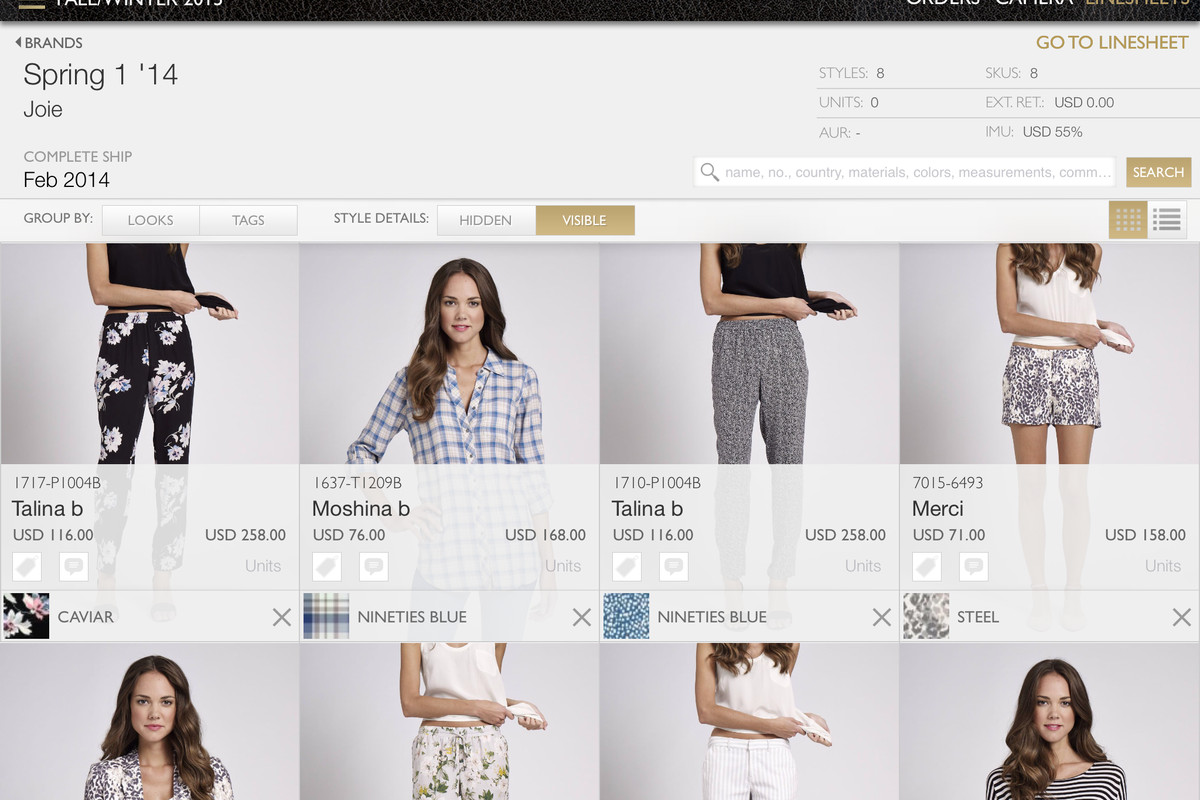 FALL/WINTER 2013
ORDERS CAMERA LINESHEETS
BRANDS
GO TO LINESHEET
Spring 1 '14
Joie
STYLES: 8
SKUS: 8
UNITS: 0
EXT. RET.: USD 0.00
AUR: -
IMU: USD 55%
COMPLETE SHIP
Feb 2014
name, no., country, materials, colors, measurements, comm...
SEARCH
GROUP BY:
LOOKS
TAGS
STYLE DETAILS:
HIDDEN
VISIBLE
1717-P1004B
Talina b
USD 116.00
USD 258.00
Units
CAVIAR
1637-T1209B
Moshina b
USD 76.00
USD 168.00
Units
NINETIES BLUE
1710-P1004B
Talina b
USD 116.00
USD 258.00
Units
NINETIES BLUE
7015-6493
Merci
USD 71.00
USD 158.00
Units
STEEL